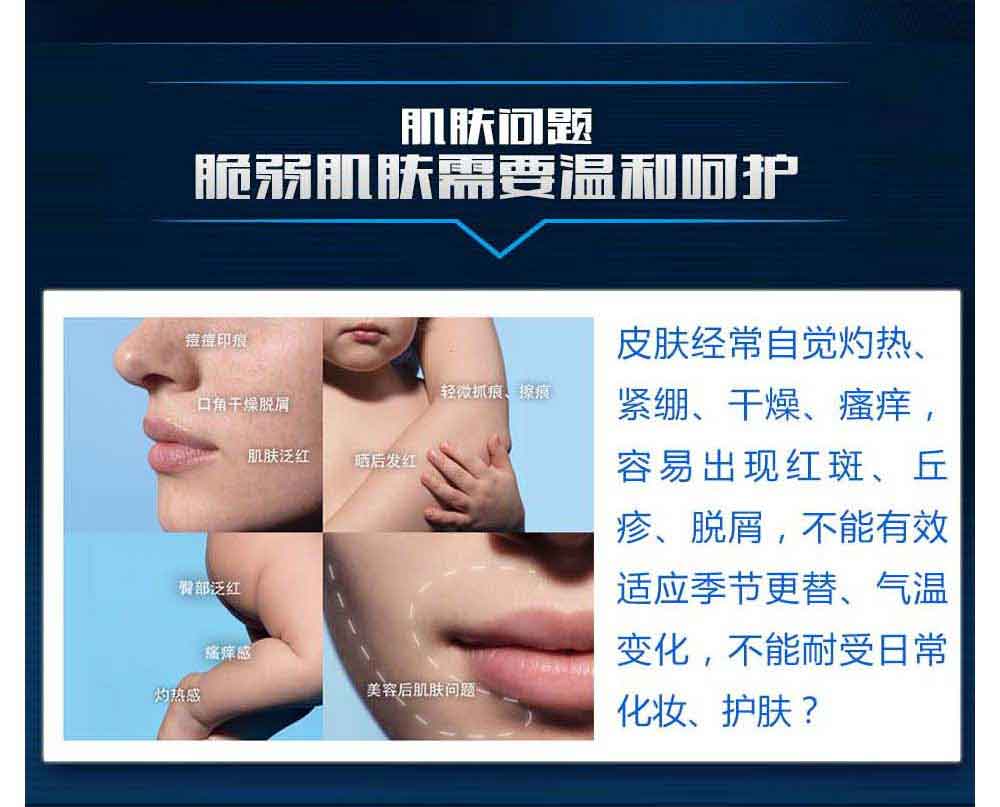 肌肤问题
脆弱肌肤需要温和呵护
痘痘印痕
口角干燥脱屑
肌肤泛红
轻微抓痕、擦痕
晒后发红
臀部泛红
瘙痒感
灼热感
美容后肌肤问题
皮肤经常自觉灼热、
紧绷、干燥、瘙痒，
容易出现红斑、丘
疹、脱屑，不能有效
适应季节更替、气温
变化，不能耐受日常
化妆、护肤？